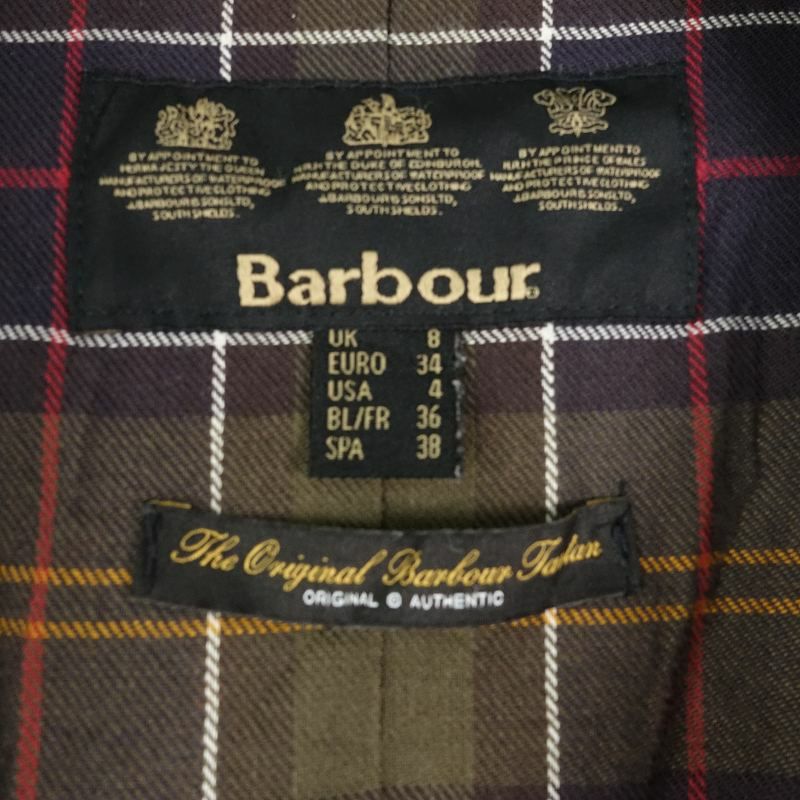 BY APPOINTMENT TO
HER MAJESTY THE QUEEN
MANUFACTURERS OF WATERPROOF
AND PROTECTIVE CLOTHING
J.BARBOUR & SONS LTD,
SOUTH SHIELDS.
BY APPOINTMENT TO
H.R.H. THE DUKE OF EDINBURGH,
MANUFACTURERS OF WATERPROOF
AND PROTECTIVE CLOTHING
J.BARBOUR & SONS LTD,
SOUTH SHIELDS.
BY APPOINTMENT TO
H.R.H. THE PRINCE OF WALES
MANUFACTURERS OF WATERPROOF
AND PROTECTIVE CLOTHING
J.BARBOUR & SONS LTD,
SOUTH SHIELDS.
Barbour®
UK 8
EURO 34
USA 4
BL/FR 36
SPA 38
The Original Barbour Tartan
ORIGINAL © AUTHENTIC